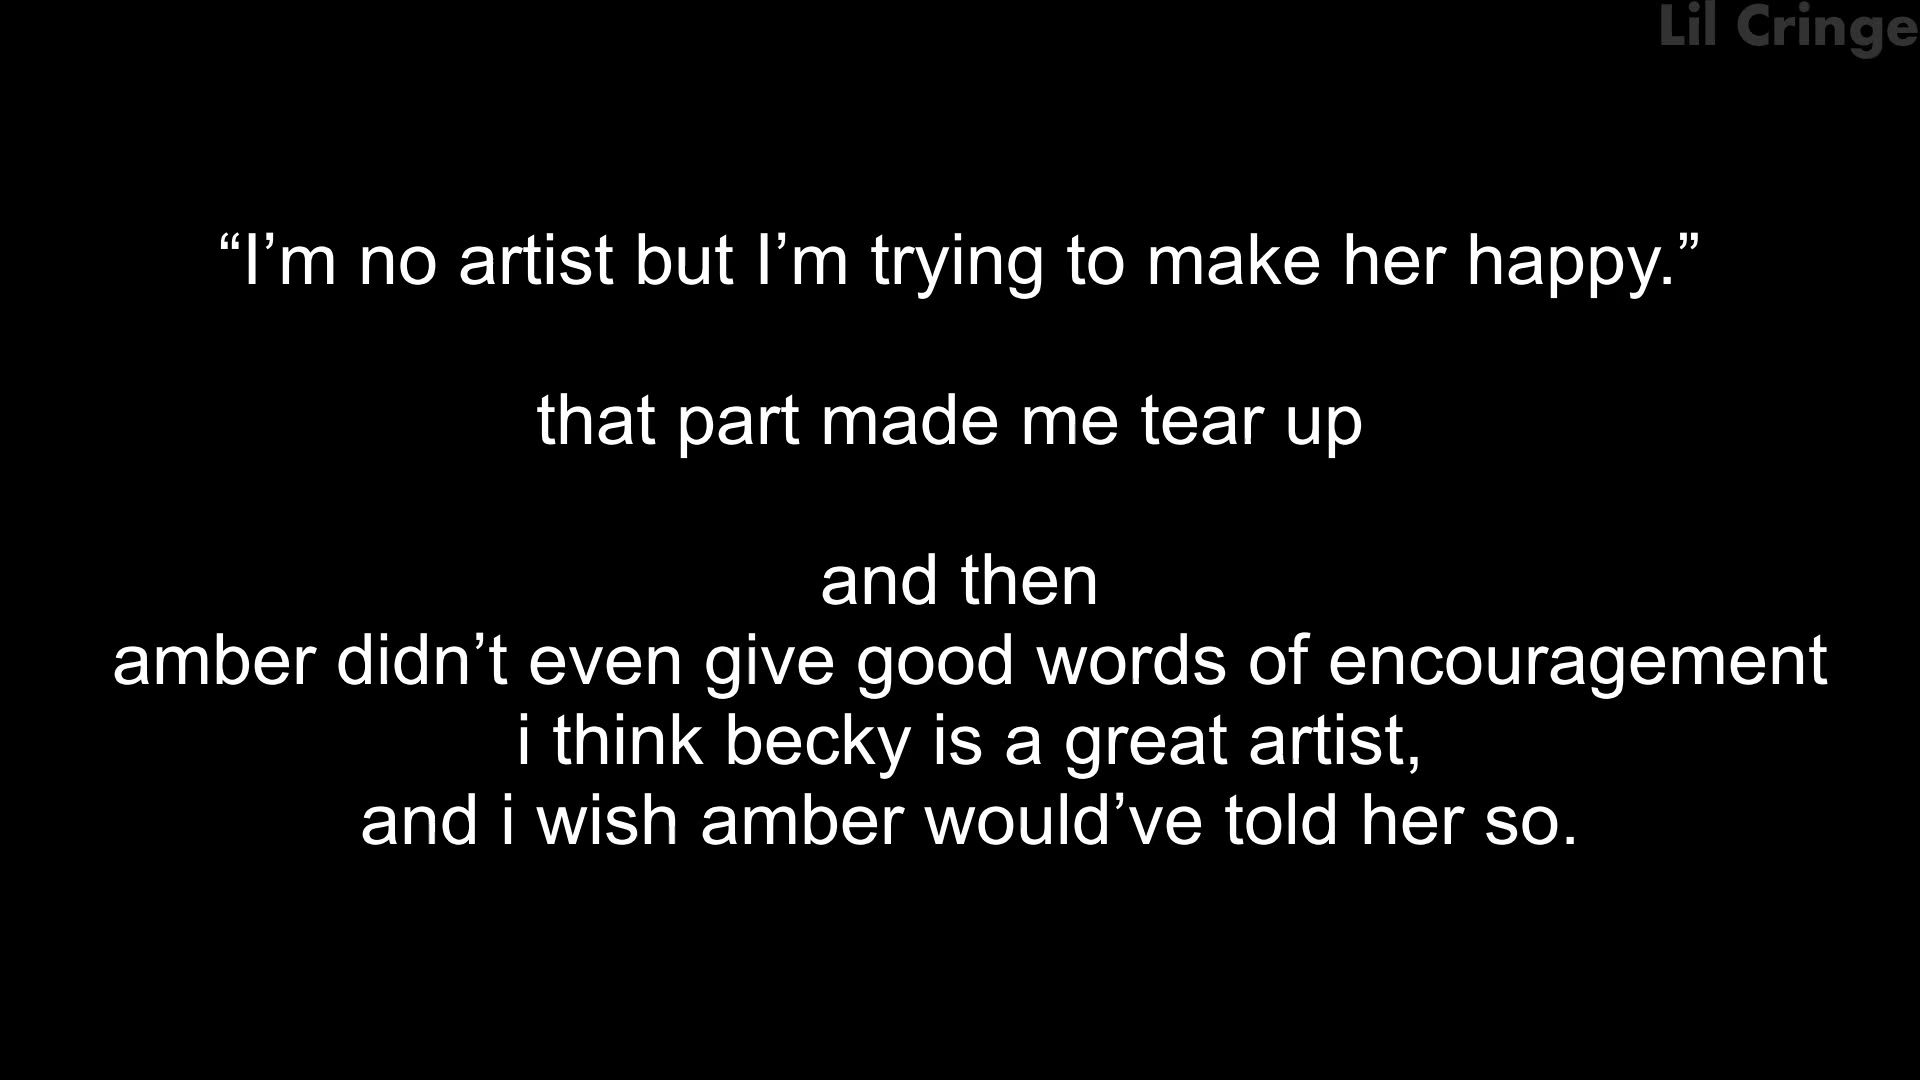 Lil Cringe
“I’m no artist but I’m trying to make her happy.”
that part made me tear up
and then
amber didn’t even give good words of encouragement
i think becky is a great artist,
and i wish amber would’ve told her so.